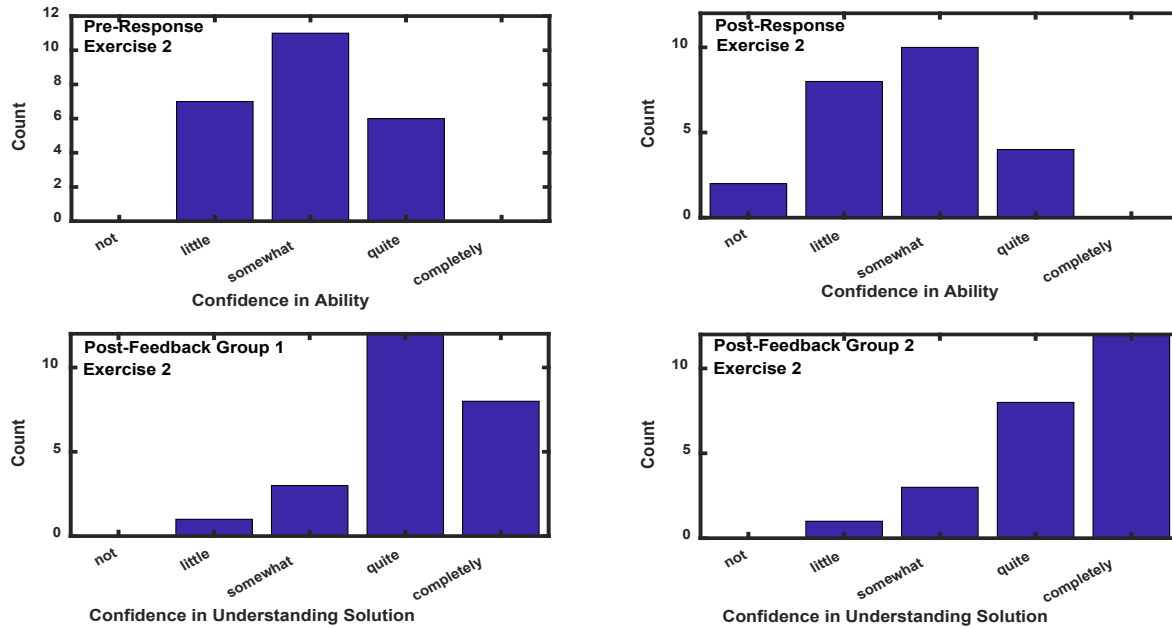 Pre-Response
Exercise 2
12
10
8
6
4
2
0
Count
not
little
somewhat
quite
completely
Confidence in Ability
Post-Response
Exercise 2
10
5
0
Count
not
little
somewhat
quite
completely
Confidence in Ability
Post-Feedback Group 1
Exercise 2
10
5
0
Count
not
little
somewhat
quite
completely
Confidence in Understanding Solution
Post-Feedback Group 2
Exercise 2
10
5
0
Count
not
little
somewhat
quite
completely
Confidence in Understanding Solution